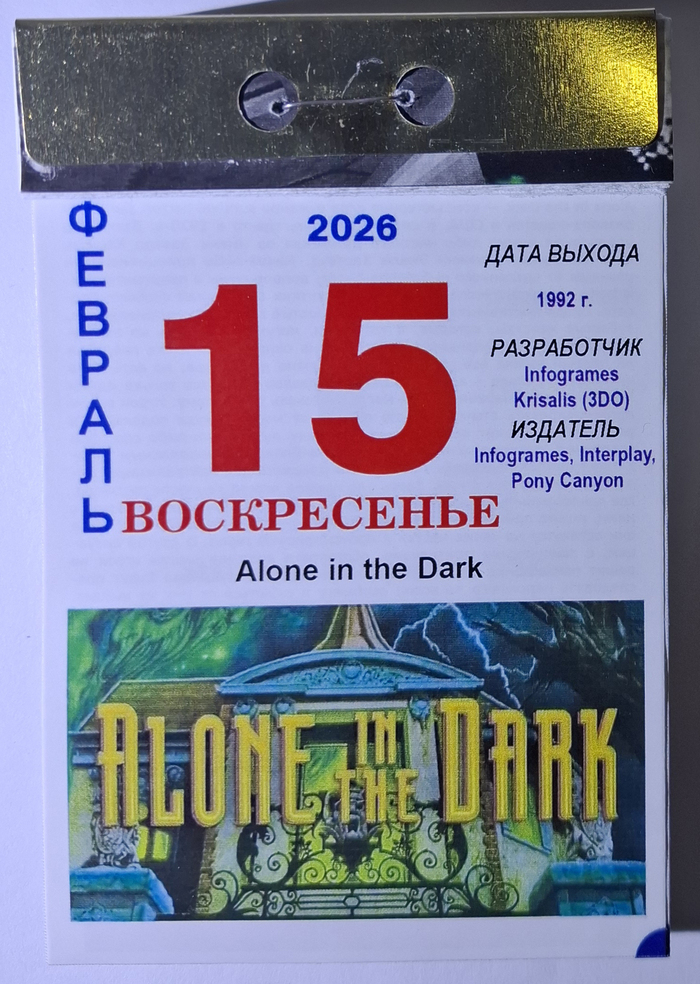 ФЕВРАЛЬ
2026
15
ВОСКРЕСЕНЬЕ
ДАТА ВЫХОДА
1992 г.
РАЗРАБОТЧИК
Infogrames
Krisalis (3DO)
ИЗДАТЕЛЬ
Infogrames, Interplay,
Pony Canyon
Alone in the Dark
ALONE IN THE DARK